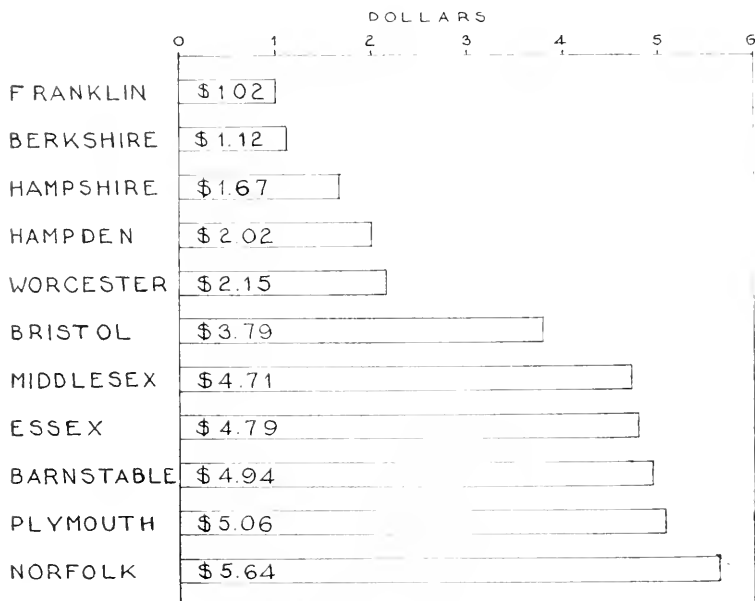 DOLLARS
0 1 2 3 4 5 6
FRANKLIN $1.02
BERKSHIRE $1.12
HAMPSHIRE $1.67
HAMPDEN $2.02
WORCESTER $2.15
BRISTOL $3.79
MIDDLESEX $4.71
ESSEX $4.79
BARNSTABLE $4.94
PLYMOUTH $5.06
NORFOLK $5.64